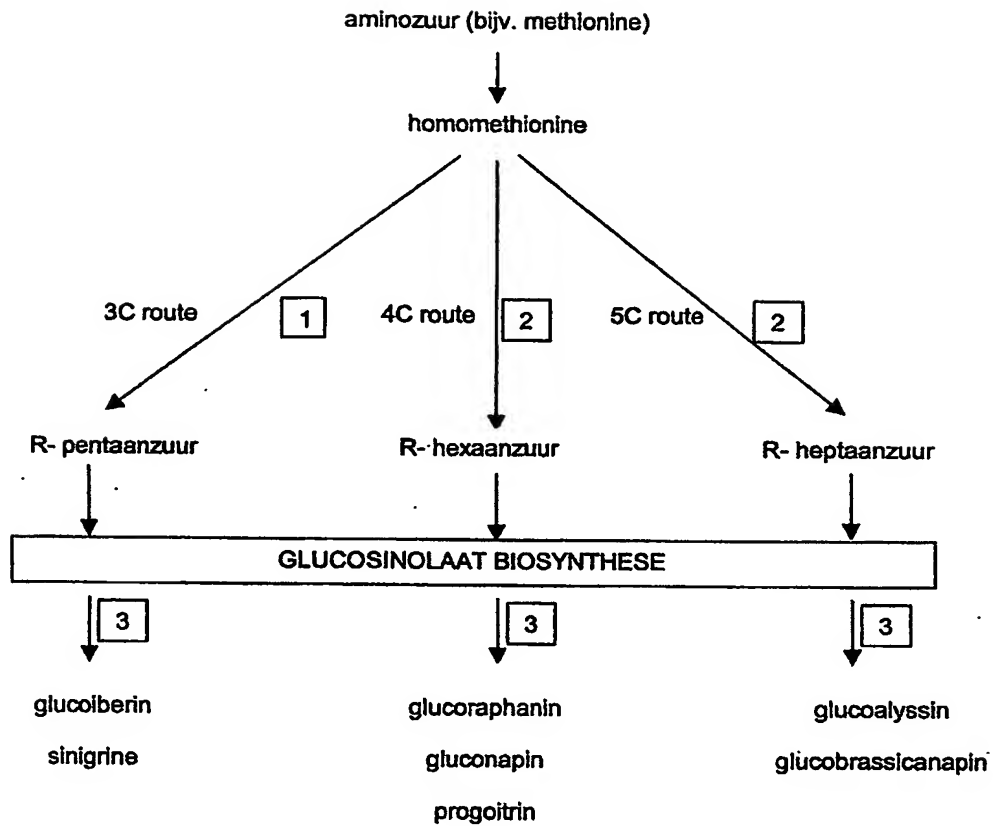 aminozuur (bijv. methionine)
homomethionine
3C route 1 4C route 2 5C route 2
R- pentaanzuur R- hexaanzuur R- heptaanzuur
GLUCOSINOLAAT BIOSYNTHESE
3 3 3
glucoiberin glucoraphanin glucoalyssin
sinigrine gluconapin glucobrassicanapin
progoitrin